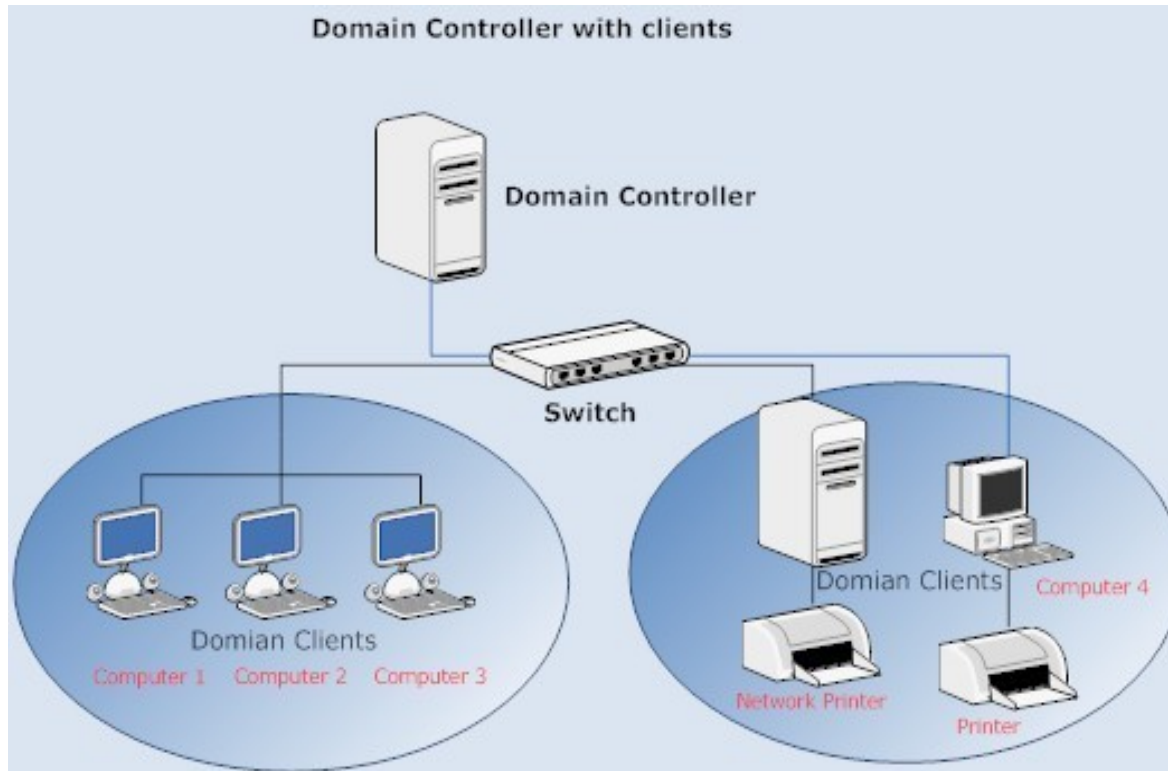 Domain Controller with clients
Domain Controller
Switch
Domian Clients
Computer 1
Computer 2
Computer 3
Domian Clients
Computer 4
Network Printer
Printer